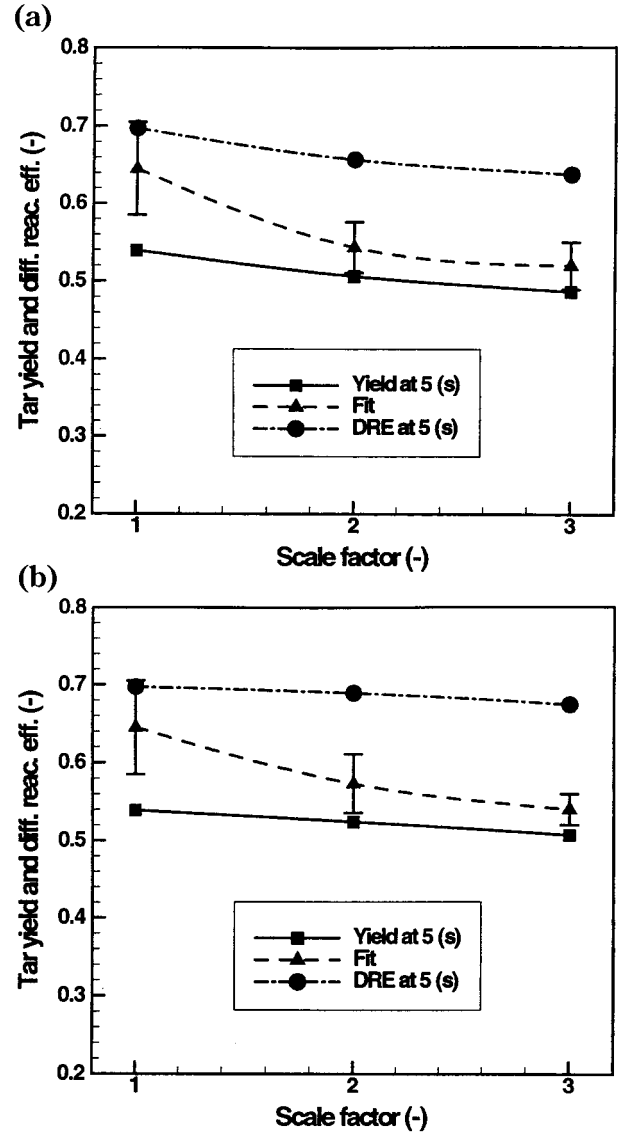 (a)
Tar yield and diff. reac. eff. (-)
0.8
0.7
0.6
0.5
0.4
0.3
0.2
Yield at 5 (s)
Fit
DRE at 5 (s)
1 2 3
Scale factor (-)
(b)
Tar yield and diff. reac. eff. (-)
0.8
0.7
0.6
0.5
0.4
0.3
0.2
Yield at 5 (s)
Fit
DRE at 5 (s)
1 2 3
Scale factor (-)